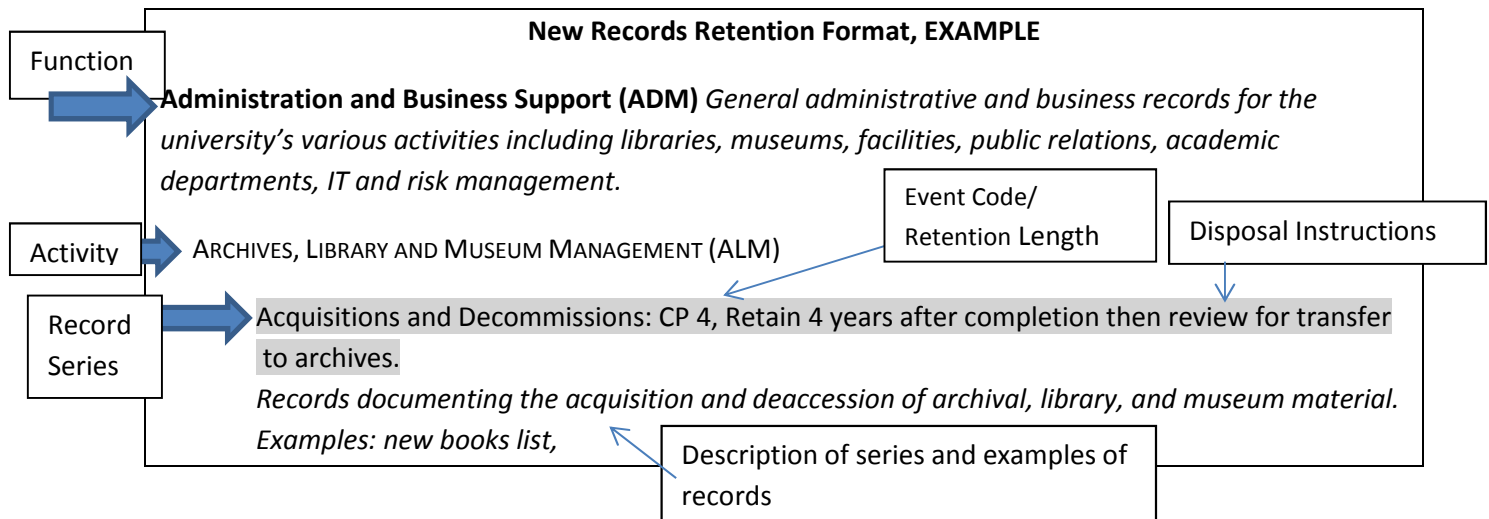 New Records Retention Format, EXAMPLE
Function
Administration and Business Support (ADM) General administrative and business records for the
university's various activities including libraries, museums, facilities, public relations, academic
departments, IT and risk management.
Event Code/
Retention Length
Disposal Instructions
Activity
ARCHIVES, LIBRARY AND MUSEUM MANAGEMENT (ALM)
Record
Series
Acquisitions and Decommissions: CP 4, Retain 4 years after completion then review for transfer
to archives.
Records documenting the acquisition and deaccession of archival, library, and museum material.
Examples: new books list,
Description of series and examples of
records